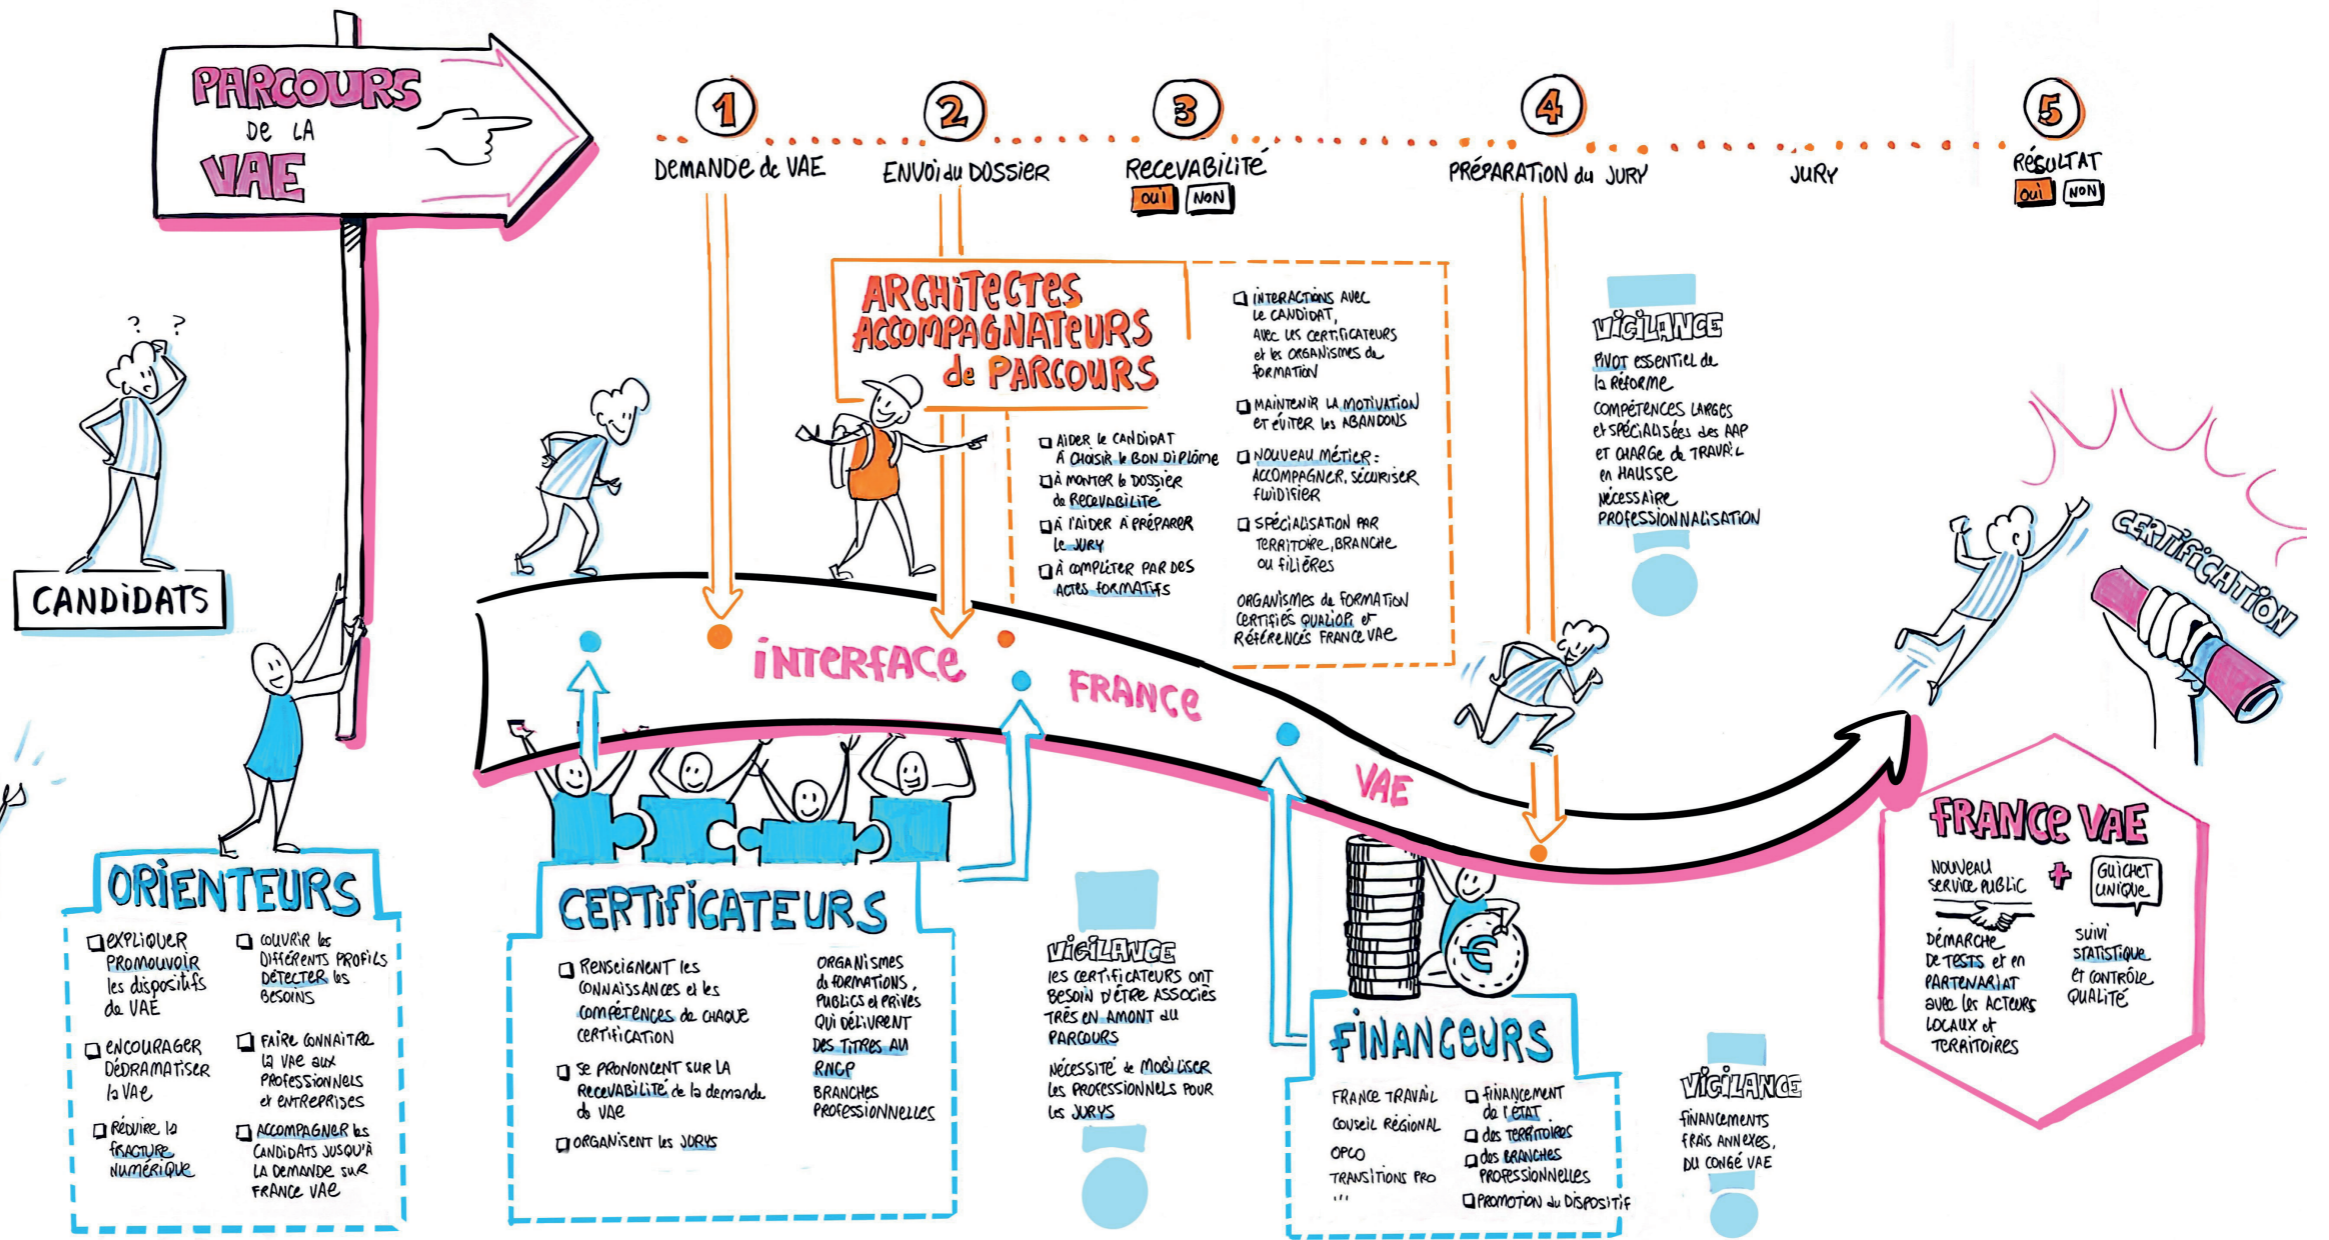 PARCOURS
DE LA
VAE
1
DEMANDE de VAE
2
ENVOI du DOSSIER
3
RECEVABILITÉ
OUI NON
4
PRÉPARATION du JURY
JURY
5
RÉSULTAT
OUI NON
? ?
CANDIDATS
ARCHITECTES
ACCOMPAGNATEURS
de PARCOURS
AIDER le CANDIDAT
À CHOISIR le BON DIPLÔME
À MONTER le DOSSIER
de RECEVABILITÉ
À l'AIDER À PRÉPARER
Le JURY
À COMPLÉTER PAR DES
ACTES FORMATIFS
INTERACTIONS AVEC
Le CANDIDAT,
AVEC LES CERTIFICATEURS
et les ORGANISMES de
FORMATION
MAINTENIR LA MOTIVATION
ET ÉVITER les ABANDONS
NOUVEAU MÉTIER :
ACCOMPAGNER, SÉCURISER
FLUIDIFIER
SPÉCIALISATION PAR
TERRITOIRE, BRANCHE
OU FILIÈRES
ORGANISMES de FORMATION
CERTIFIÉS QUALIOPI et
RÉFÉRENCÉS FRANCE VAE
VIGILANCE
PIVOT ESSENTIEL de
la RÉFORME
COMPÉTENCES LARGES
et SPÉCIALISÉES des AAP
ET CHARGE de TRAVAIL
en HAUSSE
NÉCESSAIRE
PROFESSIONNALISATION
CERTIFICATION
INTERFACE
FRANCE
VAE
ORIENTEURS
EXPLIQUER
PROMOUVOIR
les dispositifs
de VAE
ENCOURAGER
DÉDRAMATISER
la VAE
RÉDUIRE la
FRACTURE
NUMÉRIQUE
COUVRIR les
DIFFÉRENTS PROFILS
DÉTECTER les
BESOINS
FAIRE CONNAITRE
LA VAE AUX
PROFESSIONNELS
et ENTREPRISES
ACCOMPAGNER les
CANDIDATS JUSQU'À
LA DEMANDE SUR
FRANCE VAE
CERTIFICATEURS
RENSEIGNENT les
CONNAISSANCES et les
COMPÉTENCES de CHAQUE
CERTIFICATION
SE PRONONCENT SUR LA
RECEVABILITÉ de la demande
de VAE
ORGANISENT les JURYS
ORGANISMES
de FORMATIONS,
PUBLICS et PRIVÉS
QUI DÉLIVRENT
DES TITRES AU
RNCP
BRANCHES
PROFESSIONNELLES
VIGILANCE
les CERTIFICATEURS ONT
BESOIN D'ÊTRE ASSOCIÉS
TRÈS EN AMONT du
PARCOURS
NÉCESSITÉ de MOBILISER
LES PROFESSIONNELS POUR
les JURYS
€
FINANCEURS
FRANCE TRAVAIL
CONSEIL RÉGIONAL
OPCO
TRANSITIONS PRO
...
FINANCEMENT
de l'ÉTAT
des TERRITOIRES
des BRANCHES
PROFESSIONNELLES
PROMOTION du DISPOSITIF
VIGILANCE
FINANCEMENTS
FRAIS ANNEXES,
DU CONGÉ VAE
FRANCE VAE
NOUVEAU
SERVICE PUBLIC
+
GUICHET
UNIQUE
DÉMARCHE
DE TESTS et en
PARTENARIAT
avec les ACTEURS
LOCAUX et
TERRITOIRES
SUIVI
STATISTIQUE
et CONTRÔLE
QUALITÉ